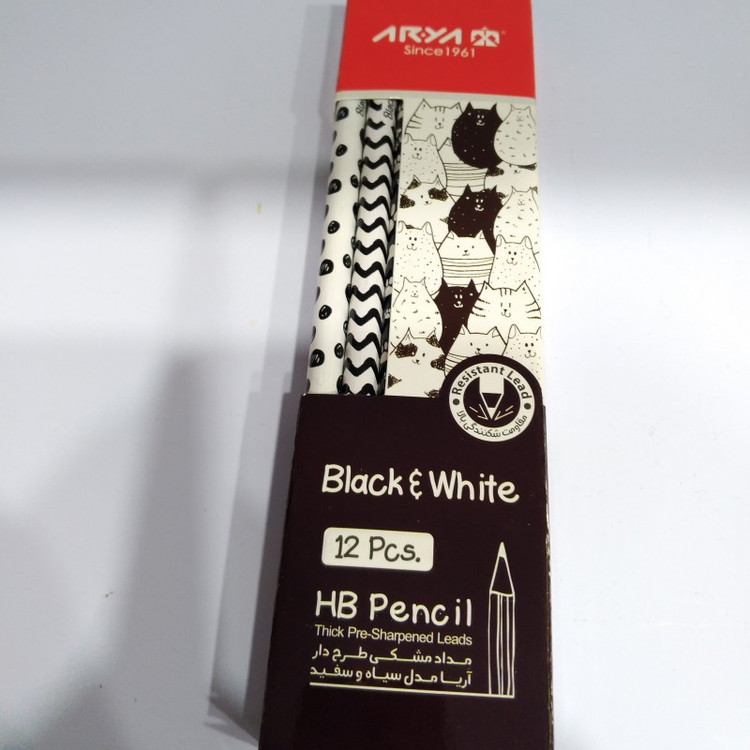 ARYA
Since1961
Resistant Lead
مقاومت شکنندگی بالا
Black & White
12 Pcs.
HB Pencil
Thick Pre-Sharpened Leads
مداد مشکی طرح دار
آریا مدل سیاه و سفید